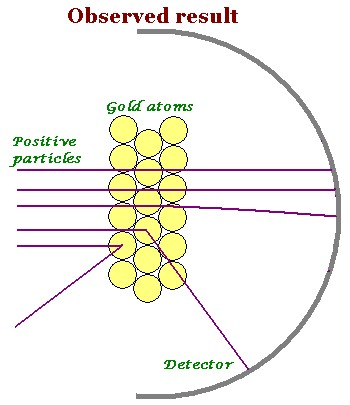 Observed result
Gold atoms
Positive
particles
Detector